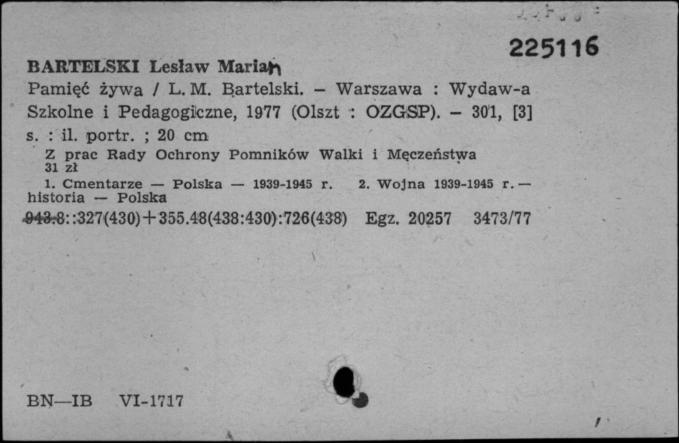 225116
BARTELSKI Lesław Marian
Pamięć żywa / L. M. Bartelski. — Warszawa : Wydaw-a
Szkolne i Pedagogiczne, 1977 (Olszt : OZGSP). — 301, [3]
s. : il. portr. ; 20 cm
Z prac Rady Ochrony Pomników Walki i Męczeństwa
31 zł
1. Cmentarze — Polska — 1939-1945 r. 2. Wojna 1939-1945 r. —
historia — Polska
943.8::327(430)+355.48(438:430):726(438) Egz. 20257 3473/77
BN—IB VI-1717